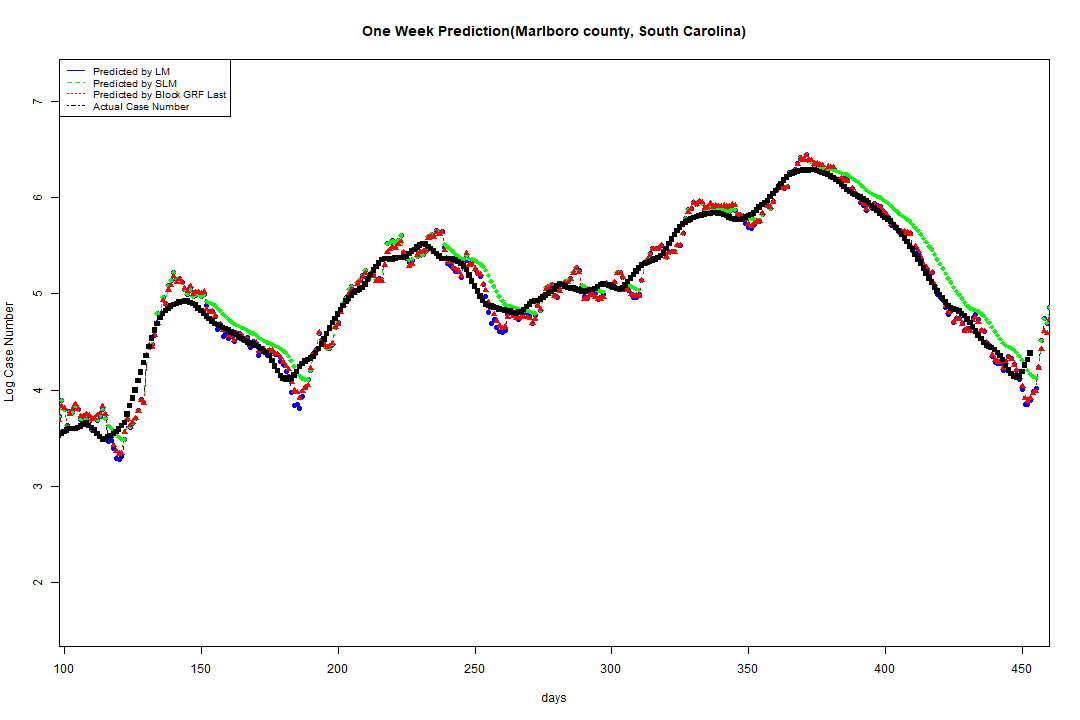 One Week Prediction(Marlboro county, South Carolina)
Predicted by LM
Predicted by SLM
Predicted by Block GRF Last
Actual Case Number
7
6
5
4
3
2
Log Case Number
100 150 200 250 300 350 400 450
days